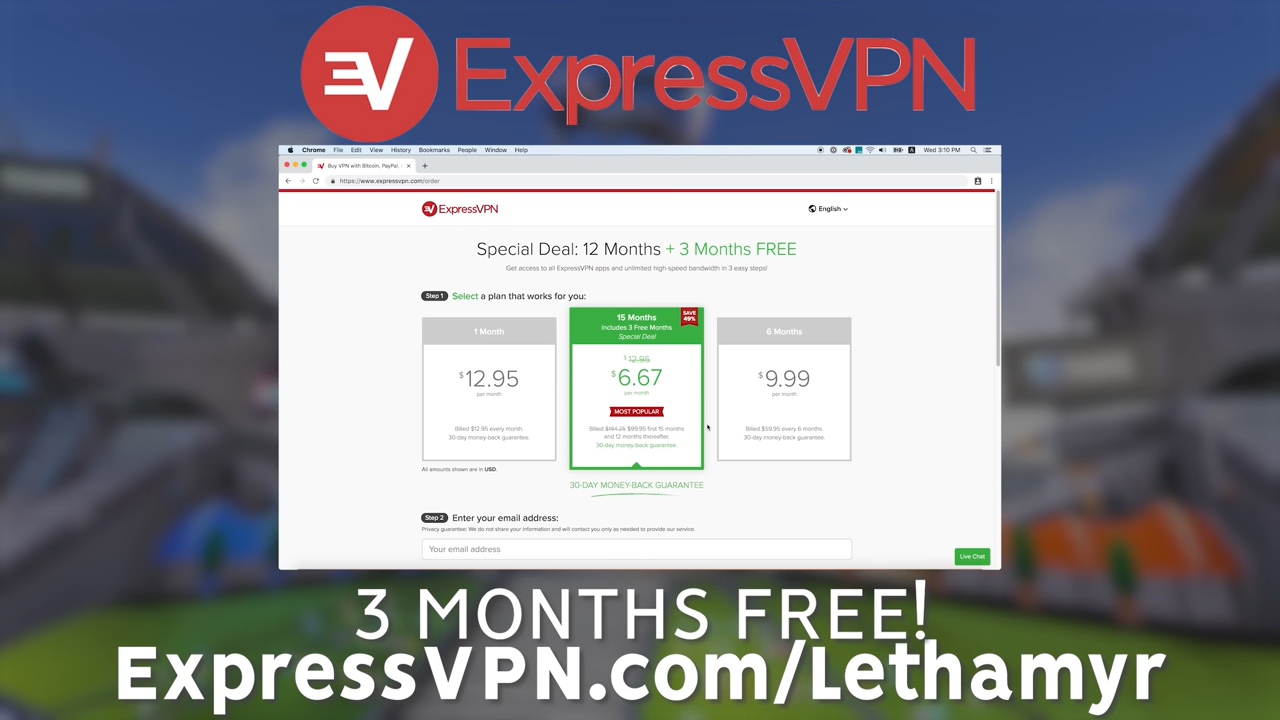 ExpressVPN
Chrome File Edit View History Bookmarks People Window Help Wed 3:10 PM
Buy VPN with Bitcoin, PayPal,
https://www.expressvpn.com/order
ExpressVPN English
Special Deal: 12 Months + 3 Months FREE
Get access to all ExpressVPN apps and unlimited high-speed bandwidth in 3 easy steps!
Step 1 Select a plan that works for you:
1 Month
$12.95
per month
Billed $12.95 every month.
30-day money-back guarantee.
15 Months
Includes 3 Free Months
Special Deal
SAVE
49%
$12.95
$6.67
per month
MOST POPULAR
Billed $194.25 $99.95 first 15 months
and 12 months thereafter.
30-day money-back guarantee.
6 Months
$9.99
per month
Billed $59.95 every 6 months.
30-day money-back guarantee.
All amounts shown are in USD.
30-DAY MONEY-BACK GUARANTEE
Step 2 Enter your email address:
Privacy guarantee: We do not share your information and will contact you only as needed to provide our service.
Your email address
Live Chat
3 MONTHS FREE!
ExpressVPN.com/Lethamyr